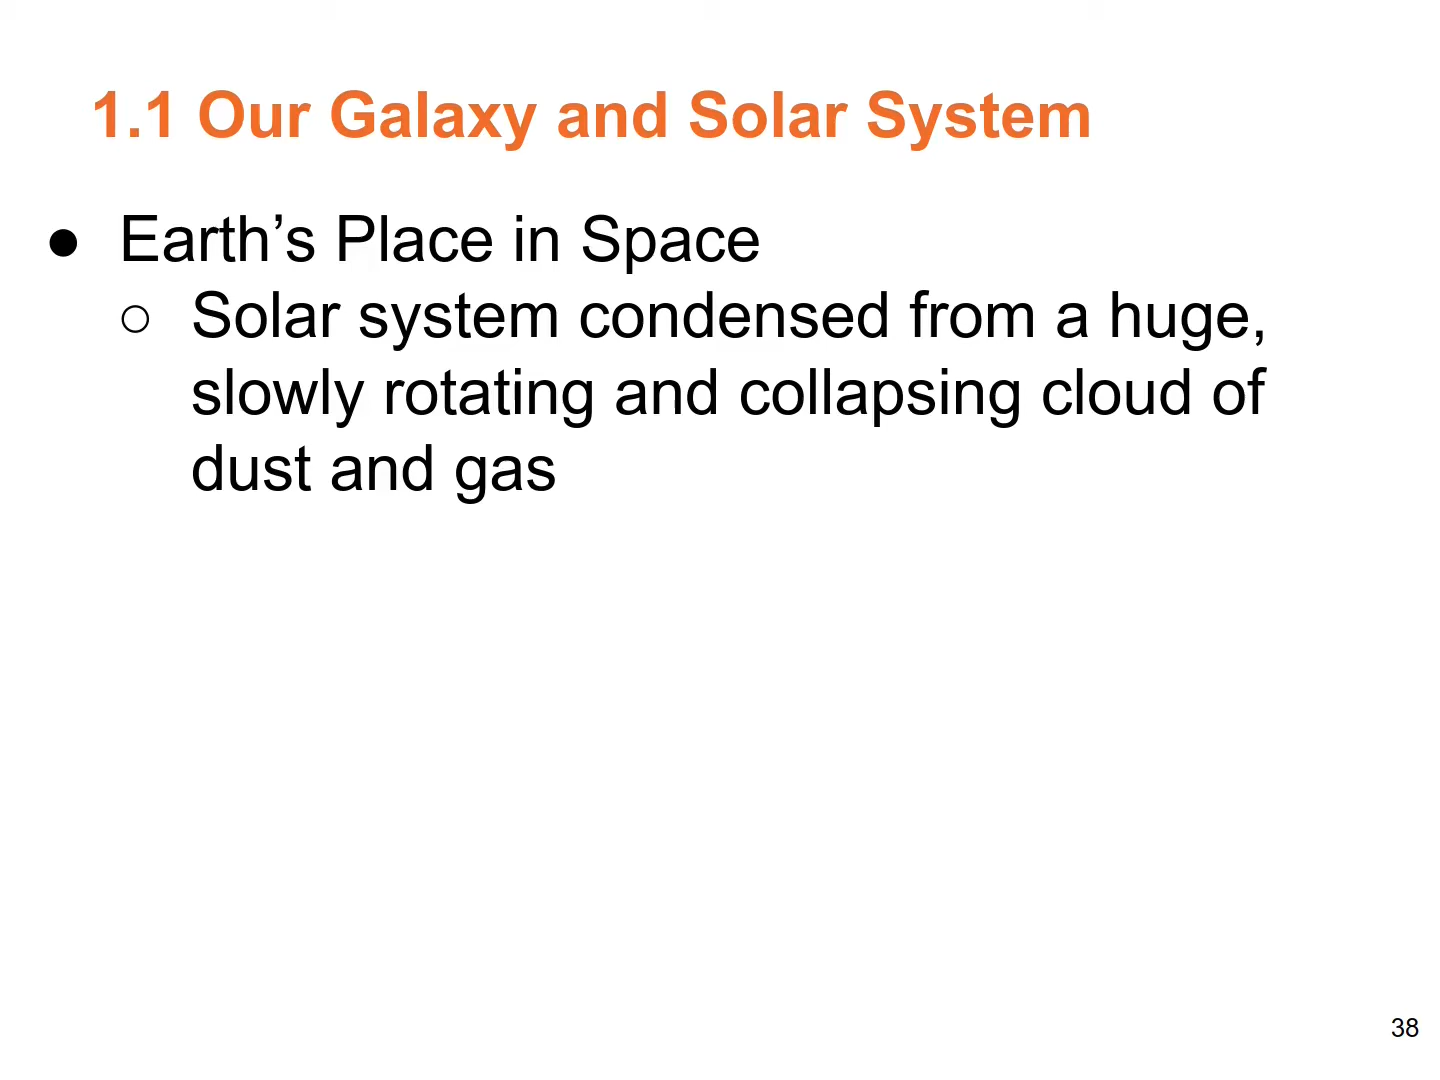 1.1 Our Galaxy and Solar System
● Earth’s Place in Space
○ Solar system condensed from a huge,
slowly rotating and collapsing cloud of
dust and gas
38